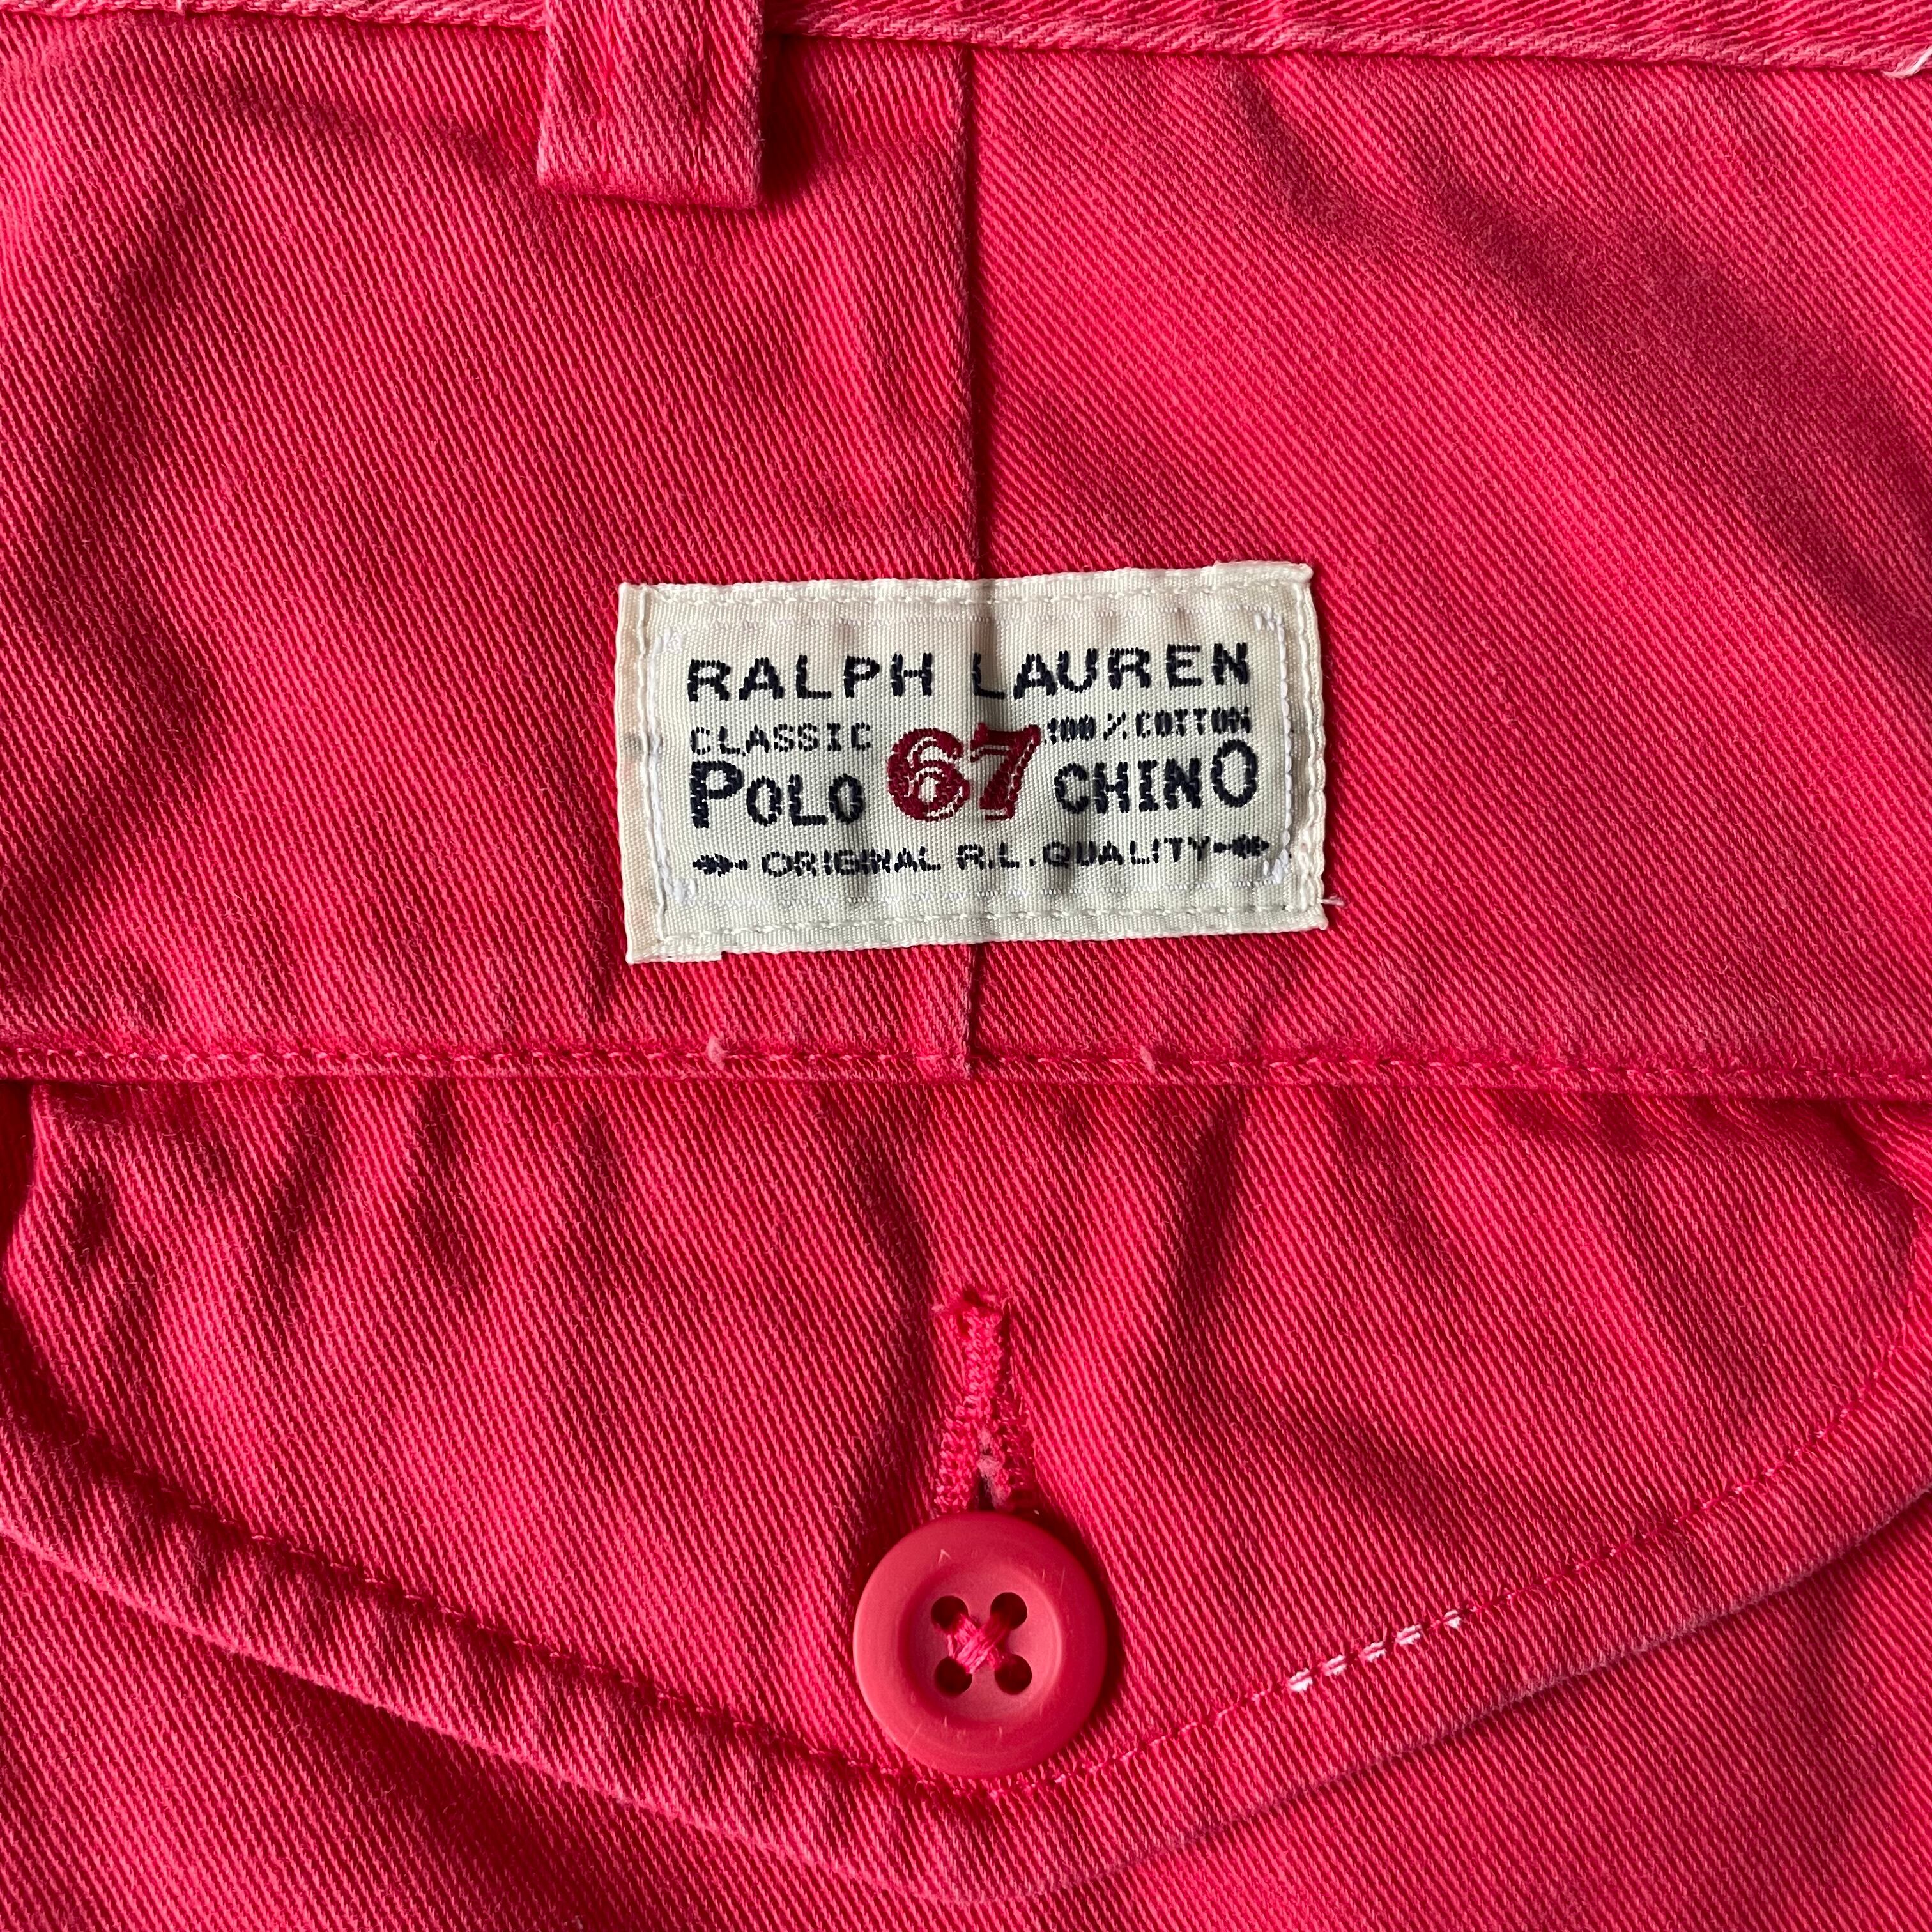 RALPH LAUREN
CLASSIC 67 100% COTTON
POLO CHINO
ORIGINAL R.L. QUALITY